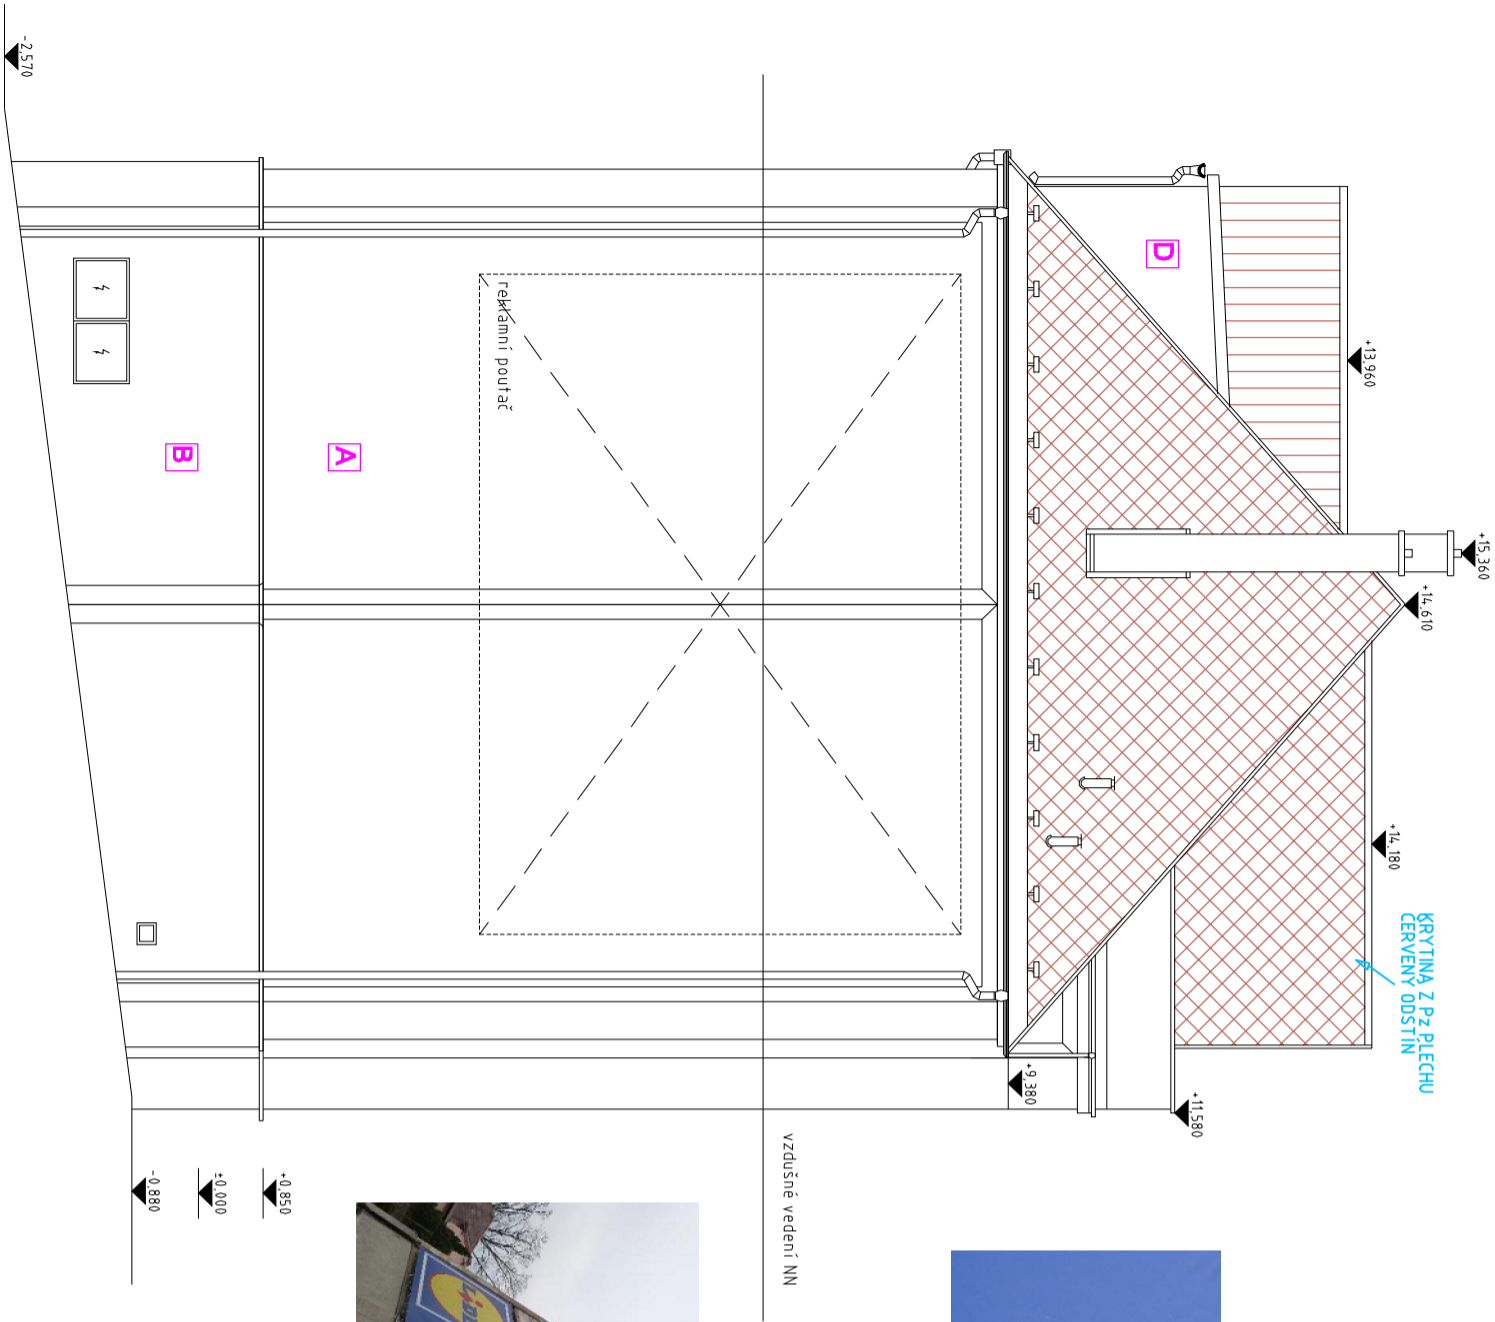 +15,360
+14,610
+14,180
+13,960
KRYTINA Z Pz PLECHU
ČERVENÝ ODSTÍN
D
+11,580
+9,380
vzdušné vedení NN
reklamní poutač
A
B
+0,850
±0,000
-0,880
-2,570
LIDL